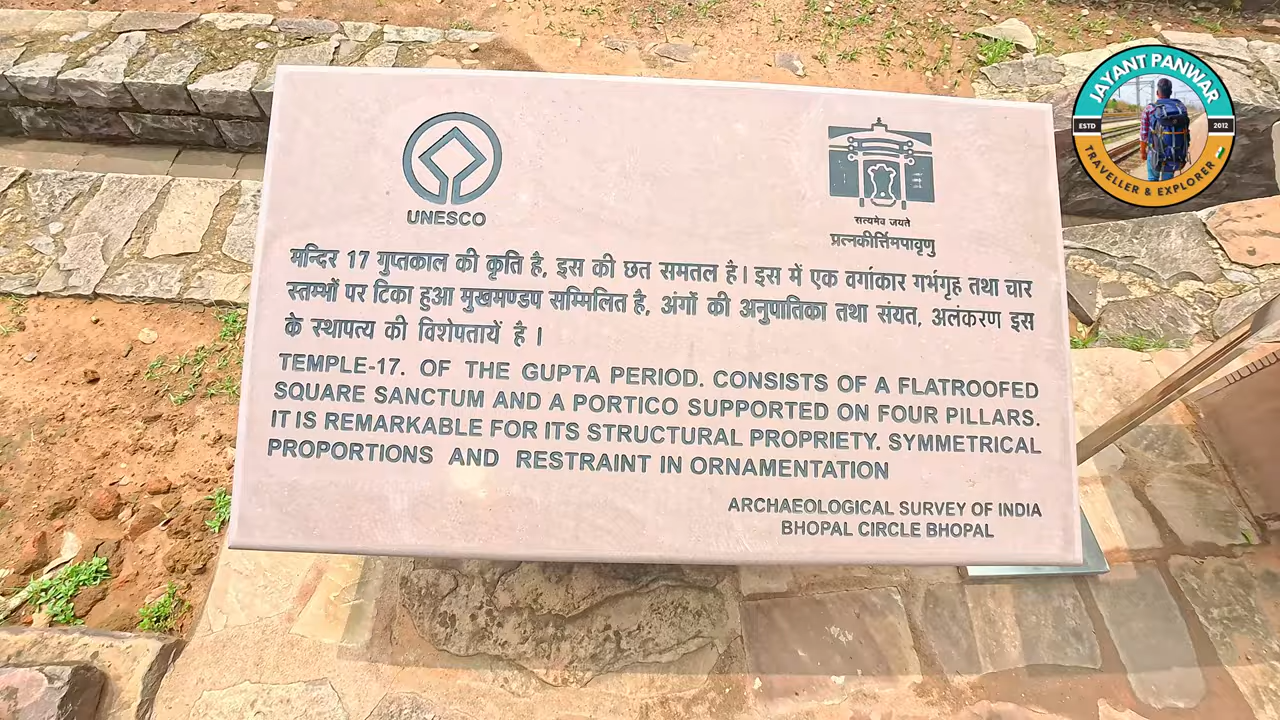 JAYANT PANWAR
ESTD 2012
TRAVELLER & EXPLORER
UNESCO
सत्यमेव जयते
प्रत्नकीर्त्तिमपावृणु
मन्दिर 17 गुप्तकाल की कृति है, इस की छत समतल है। इस में एक वर्गाकार गर्भगृह तथा चार
स्तम्भों पर टिका हुआ मुखमण्डप सम्मिलित है, अंगों की अनुपातिका तथा संयत, अलंकरण इस
के स्थापत्य की विशेषतायें है ।
TEMPLE-17. OF THE GUPTA PERIOD. CONSISTS OF A FLATROOFED
SQUARE SANCTUM AND A PORTICO SUPPORTED ON FOUR PILLARS.
IT IS REMARKABLE FOR ITS STRUCTURAL PROPRIETY. SYMMETRICAL
PROPORTIONS AND RESTRAINT IN ORNAMENTATION
ARCHAEOLOGICAL SURVEY OF INDIA
BHOPAL CIRCLE BHOPAL